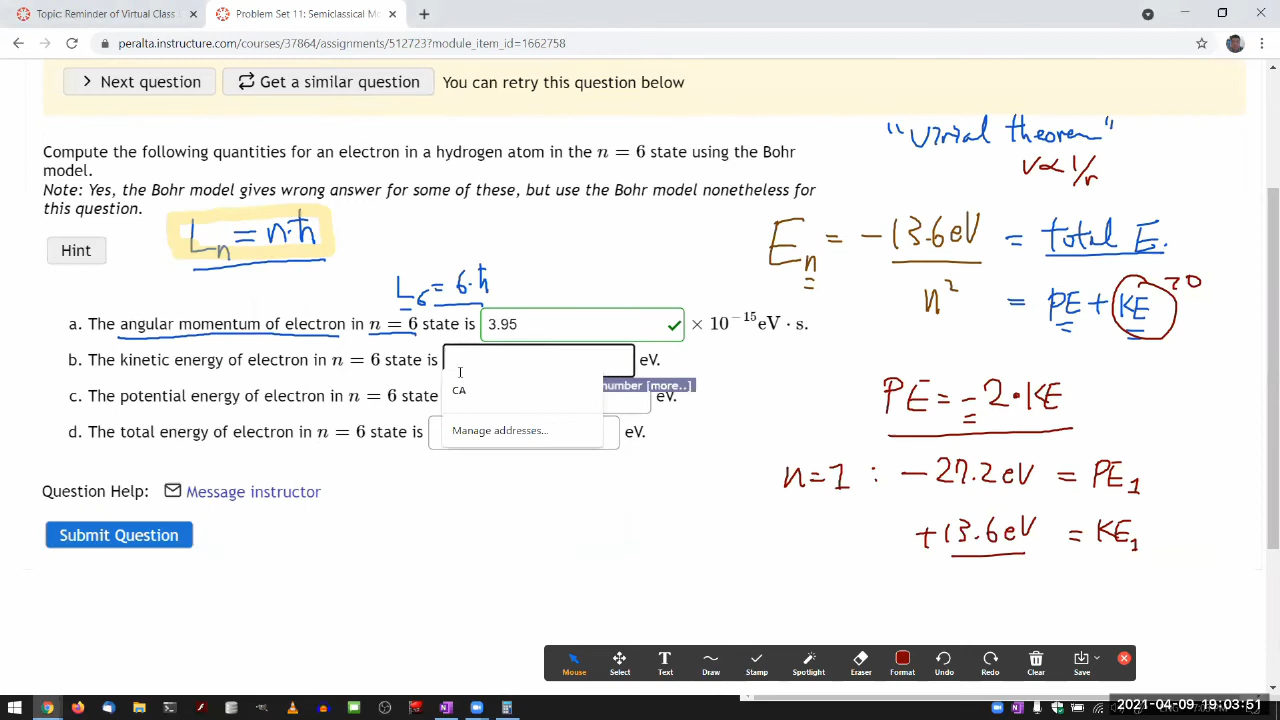 Topic: Reminder of Virtual Class
Problem Set 11: Semiclassical Mo
peralta.instructure.com/courses/37864/assignments/512723?module_item_id=1662758
Next question
Get a similar question
You can retry this question below
"Virial theorem"
V ∝ 1/r
Compute the following quantities for an electron in a hydrogen atom in the n = 6 state using the Bohr
model.
Note: Yes, the Bohr model gives wrong answer for some of these, but use the Bohr model nonetheless for
this question.
Lₙ = n·ħ
Hint
Eₙ = -13.6eV / n² = total E.
= PE + KE
L₆ = 6·ħ
a. The angular momentum of electron in n = 6 state is 3.95 × 10⁻¹⁵eV · s.
b. The kinetic energy of electron in n = 6 state is eV.
number [more..]
CA
c. The potential energy of electron in n = 6 state eV.
PE = -2·KE
Manage addresses...
d. The total energy of electron in n = 6 state is eV.
n=1 : -27.2eV = PE₁
+13.6eV = KE₁
Question Help: Message instructor
Submit Question
Mouse Select Text Draw Stamp Spotlight Eraser Format Undo Redo Clear Save
2021-04-09 19:03:51